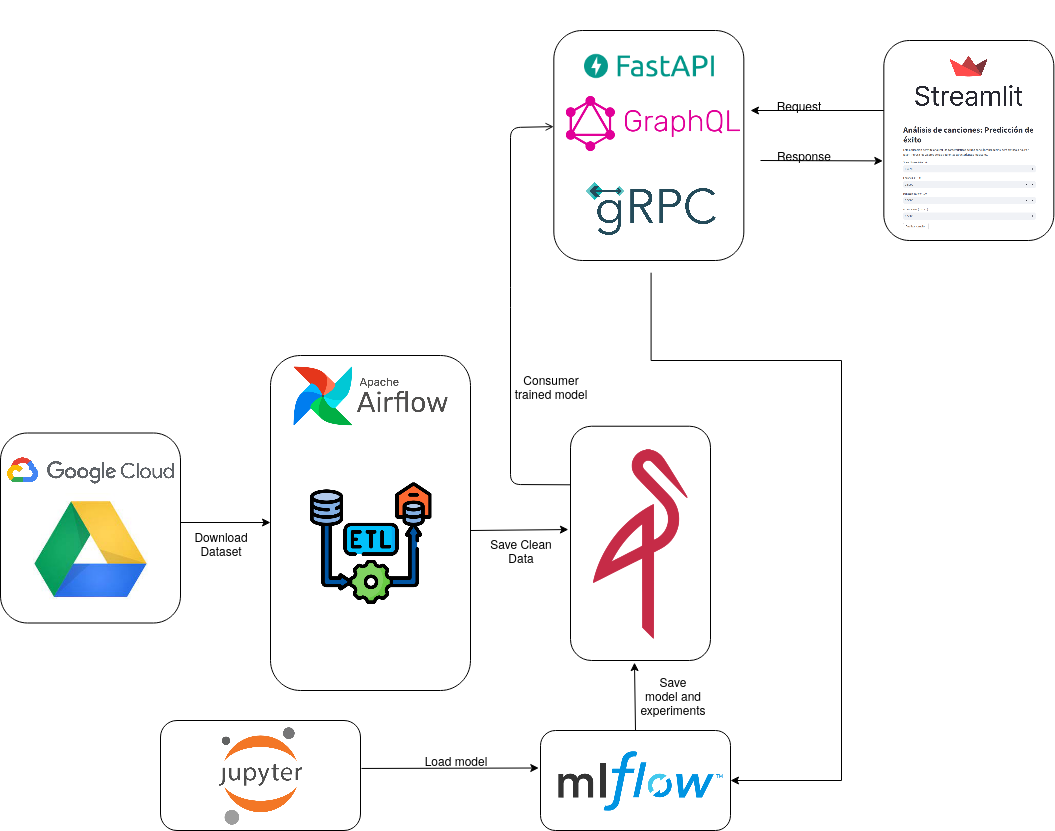 FastAPI
GraphQL
gRPC
Request
Response
Streamlit
Análisis de canciones: Predicción de
éxito
Consumer
trained model
Apache
Airflow
ETL
Google Cloud
Download
Dataset
Save Clean
Data
Save
model and
experiments
jupyter
Load model
mlflow™